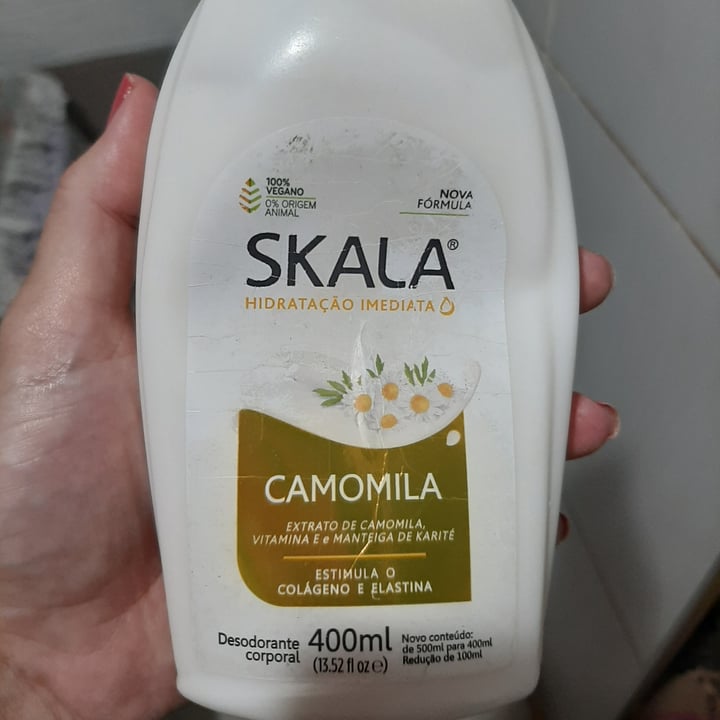 100%
VEGANO
0% ORIGEM
ANIMAL
NOVA
FÓRMULA
SKALA®
HIDRATAÇÃO IMEDIATA
CAMOMILA
EXTRATO DE CAMOMILA,
VITAMINA E e MANTEIGA DE KARITÉ
ESTIMULA O
COLÁGENO E ELASTINA
Desodorante
corporal
400ml
(13.52 fl oz ℮)
Novo conteúdo:
de 500ml para 400ml
Redução de 100ml